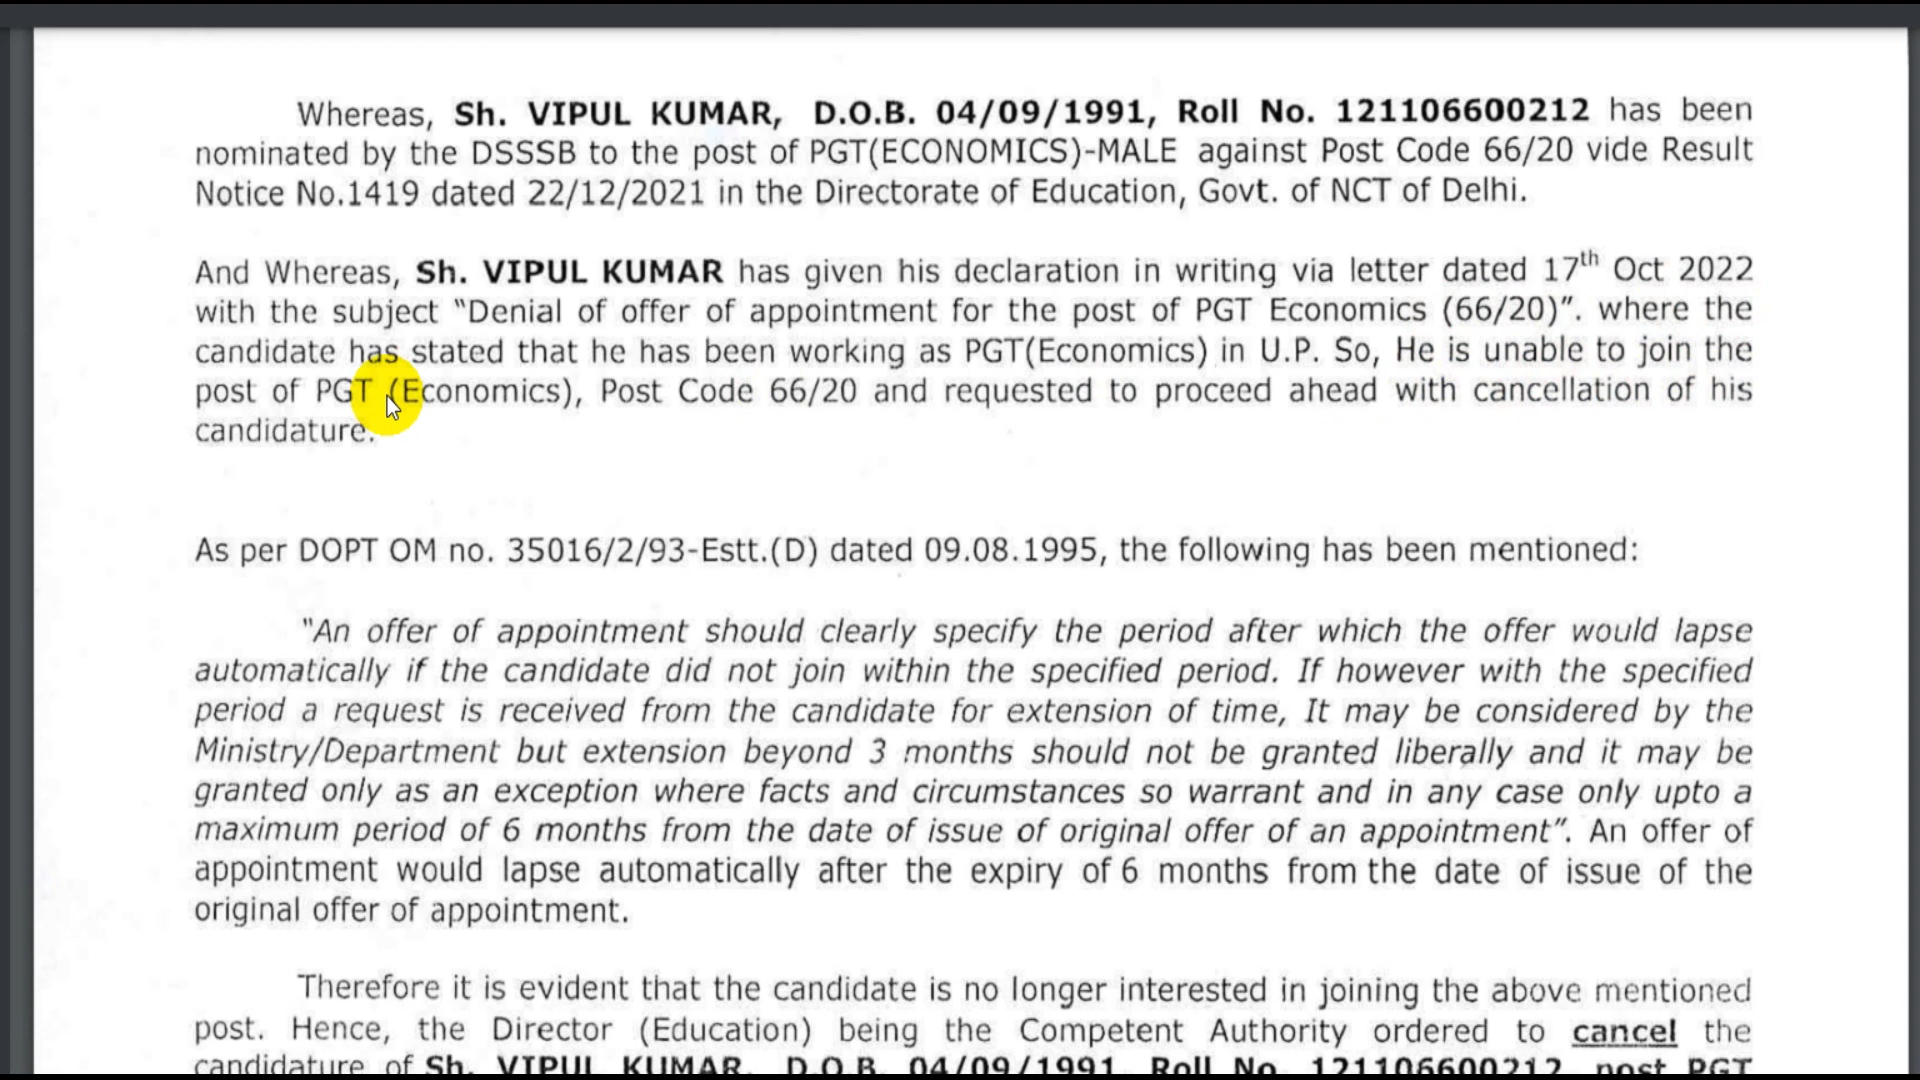 Whereas, Sh. VIPUL KUMAR, D.O.B. 04/09/1991, Roll No. 121106600212 has been
nominated by the DSSSB to the post of PGT(ECONOMICS)-MALE against Post Code 66/20 vide Result
Notice No.1419 dated 22/12/2021 in the Directorate of Education, Govt. of NCT of Delhi.
And Whereas, Sh. VIPUL KUMAR has given his declaration in writing via letter dated 17th Oct 2022
with the subject "Denial of offer of appointment for the post of PGT Economics (66/20)". where the
candidate has stated that he has been working as PGT(Economics) in U.P. So, He is unable to join the
post of PGT (Economics), Post Code 66/20 and requested to proceed ahead with cancellation of his
candidature.
As per DOPT OM no. 35016/2/93-Estt.(D) dated 09.08.1995, the following has been mentioned:
"An offer of appointment should clearly specify the period after which the offer would lapse
automatically if the candidate did not join within the specified period. If however with the specified
period a request is received from the candidate for extension of time, It may be considered by the
Ministry/Department but extension beyond 3 months should not be granted liberally and it may be
granted only as an exception where facts and circumstances so warrant and in any case only upto a
maximum period of 6 months from the date of issue of original offer of an appointment". An offer of
appointment would lapse automatically after the expiry of 6 months from the date of issue of the
original offer of appointment.
Therefore it is evident that the candidate is no longer interested in joining the above mentioned
post. Hence, the Director (Education) being the Competent Authority ordered to cancel the
candidature of Sh. VIPUL KUMAR, D.O.B. 04/09/1991, Roll No. 121106600212, post PGT